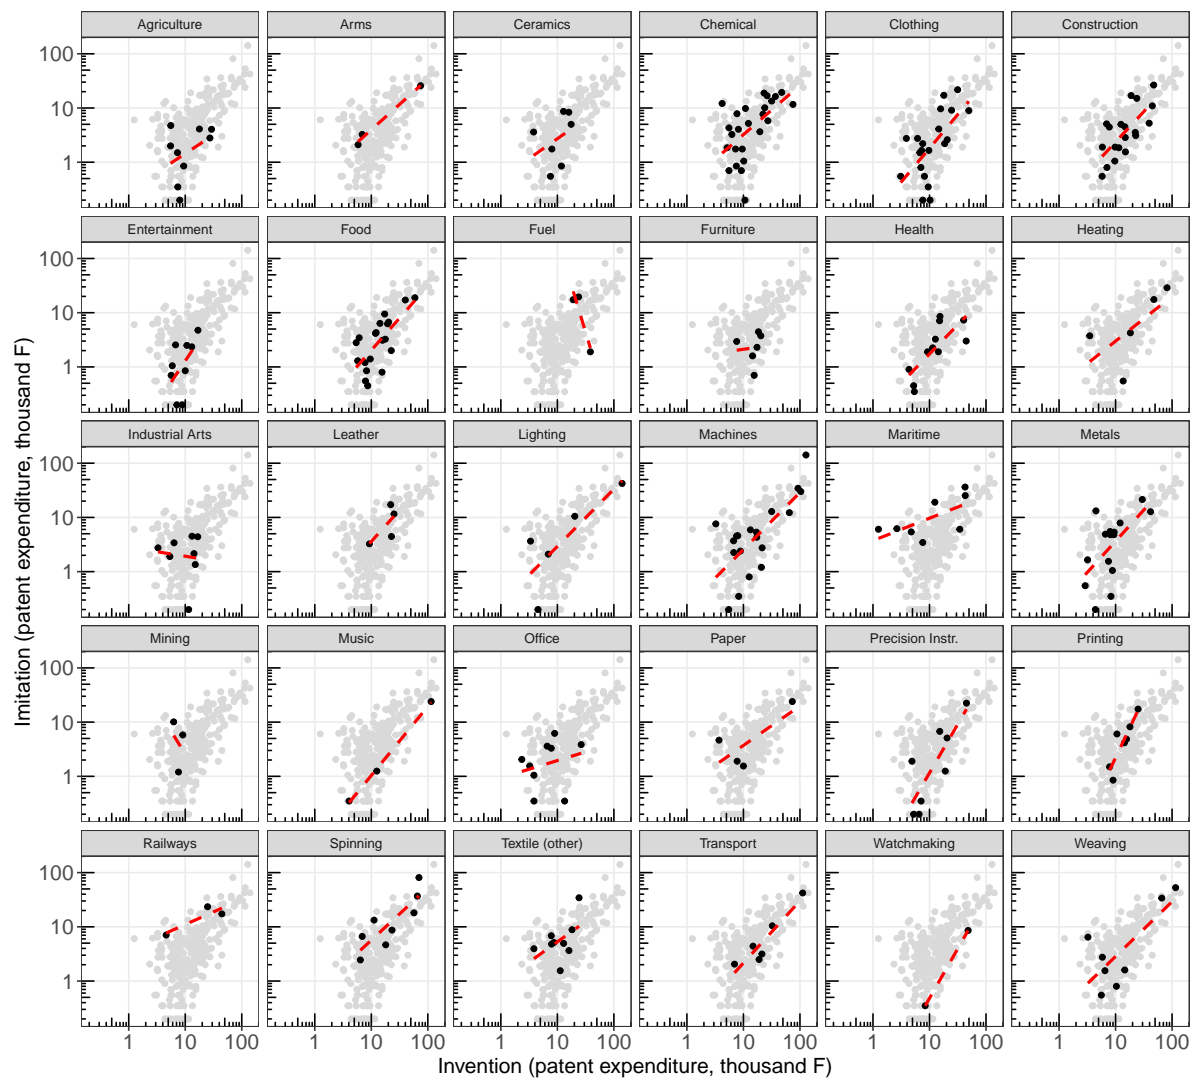 Agriculture Arms Ceramics Chemical Clothing Construction
100
10
1
Entertainment Food Fuel Furniture Health Heating
100
10
1
Industrial Arts Leather Lighting Machines Maritime Metals
100
10
1
Mining Music Office Paper Precision Instr. Printing
100
10
1
Railways Spinning Textile (other) Transport Watchmaking Weaving
100
10
1
1 10 100 1 10 100 1 10 100 1 10 100 1 10 100 1 10 100
Invention (patent expenditure, thousand F)
Imitation (patent expenditure, thousand F)